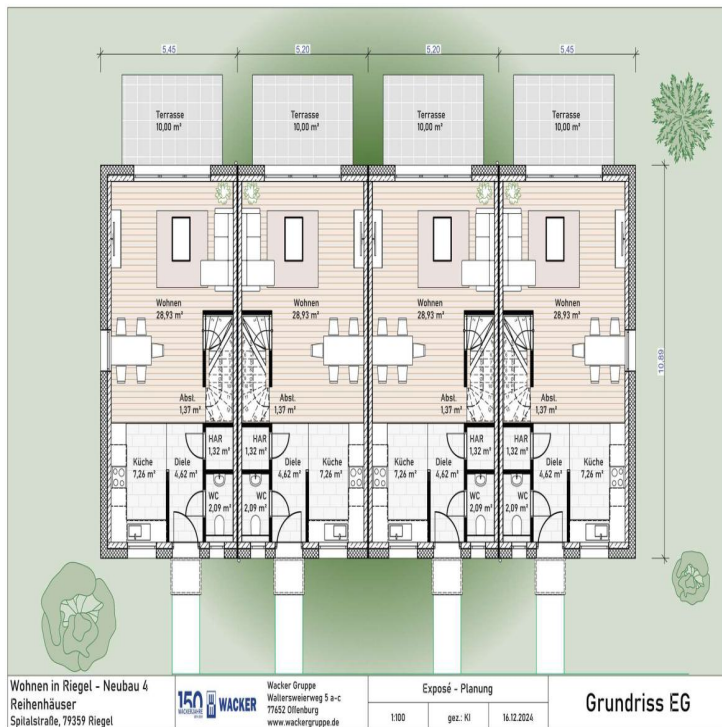 5,45
5,20
5,20
5,45
Terrasse
10,00 m²
Terrasse
10,00 m²
Terrasse
10,00 m²
Terrasse
10,00 m²
Wohnen
28,93 m²
Wohnen
28,93 m²
Wohnen
28,93 m²
Wohnen
28,93 m²
10,89
Absl.
1,37 m²
Absl.
1,37 m²
Absl.
1,37 m²
Absl.
1,37 m²
HAR
1,32 m²
HAR
1,32 m²
HAR
1,32 m²
HAR
1,32 m²
Küche
7,26 m²
Diele
4,62 m²
Diele
4,62 m²
Küche
7,26 m²
Küche
7,26 m²
Diele
4,62 m²
Diele
4,62 m²
Küche
7,26 m²
WC
2,09 m²
WC
2,09 m²
WC
2,09 m²
WC
2,09 m²
Wohnen in Riegel - Neubau 4
Reihenhäuser
Spitalstraße, 79359 Riegel
150 WACKER
WACKERJAHRE
Wacker Gruppe
Waltersweierweg 5 a-c
77652 Offenburg
www.wackergruppe.de
Exposé - Planung
1:100 gez.: KI 16.12.2024
Grundriss EG